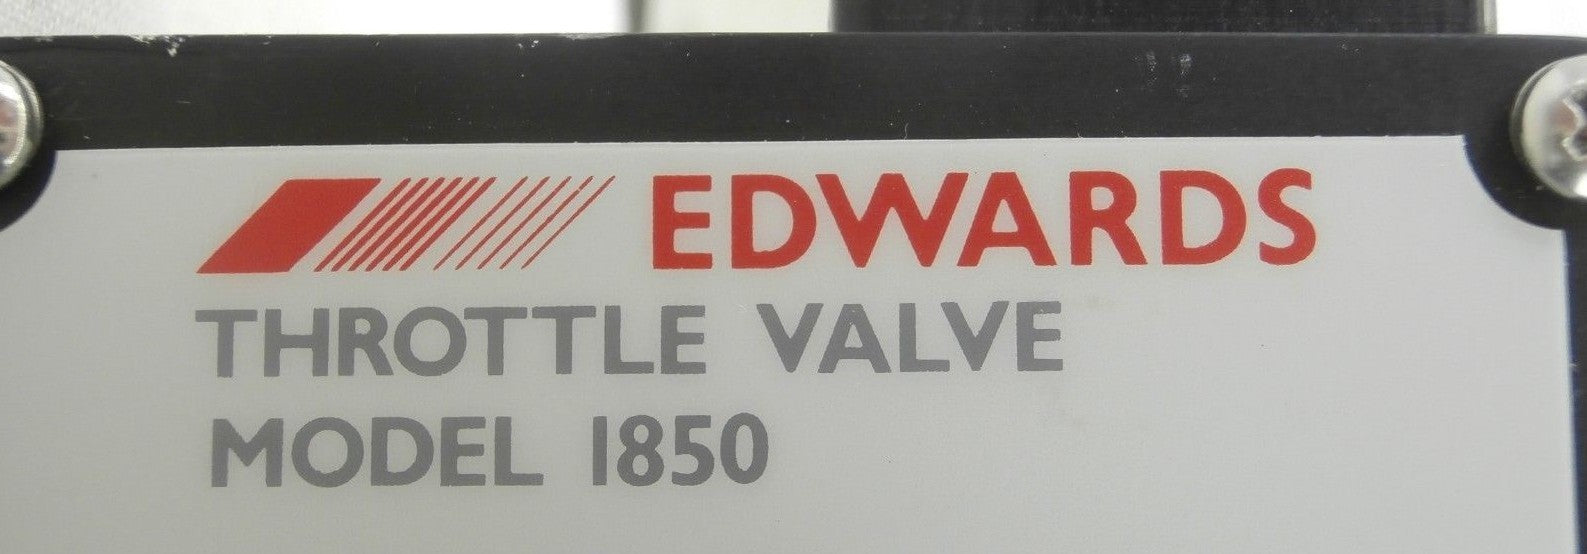 EDWARDS
THROTTLE VALVE
MODEL 1850